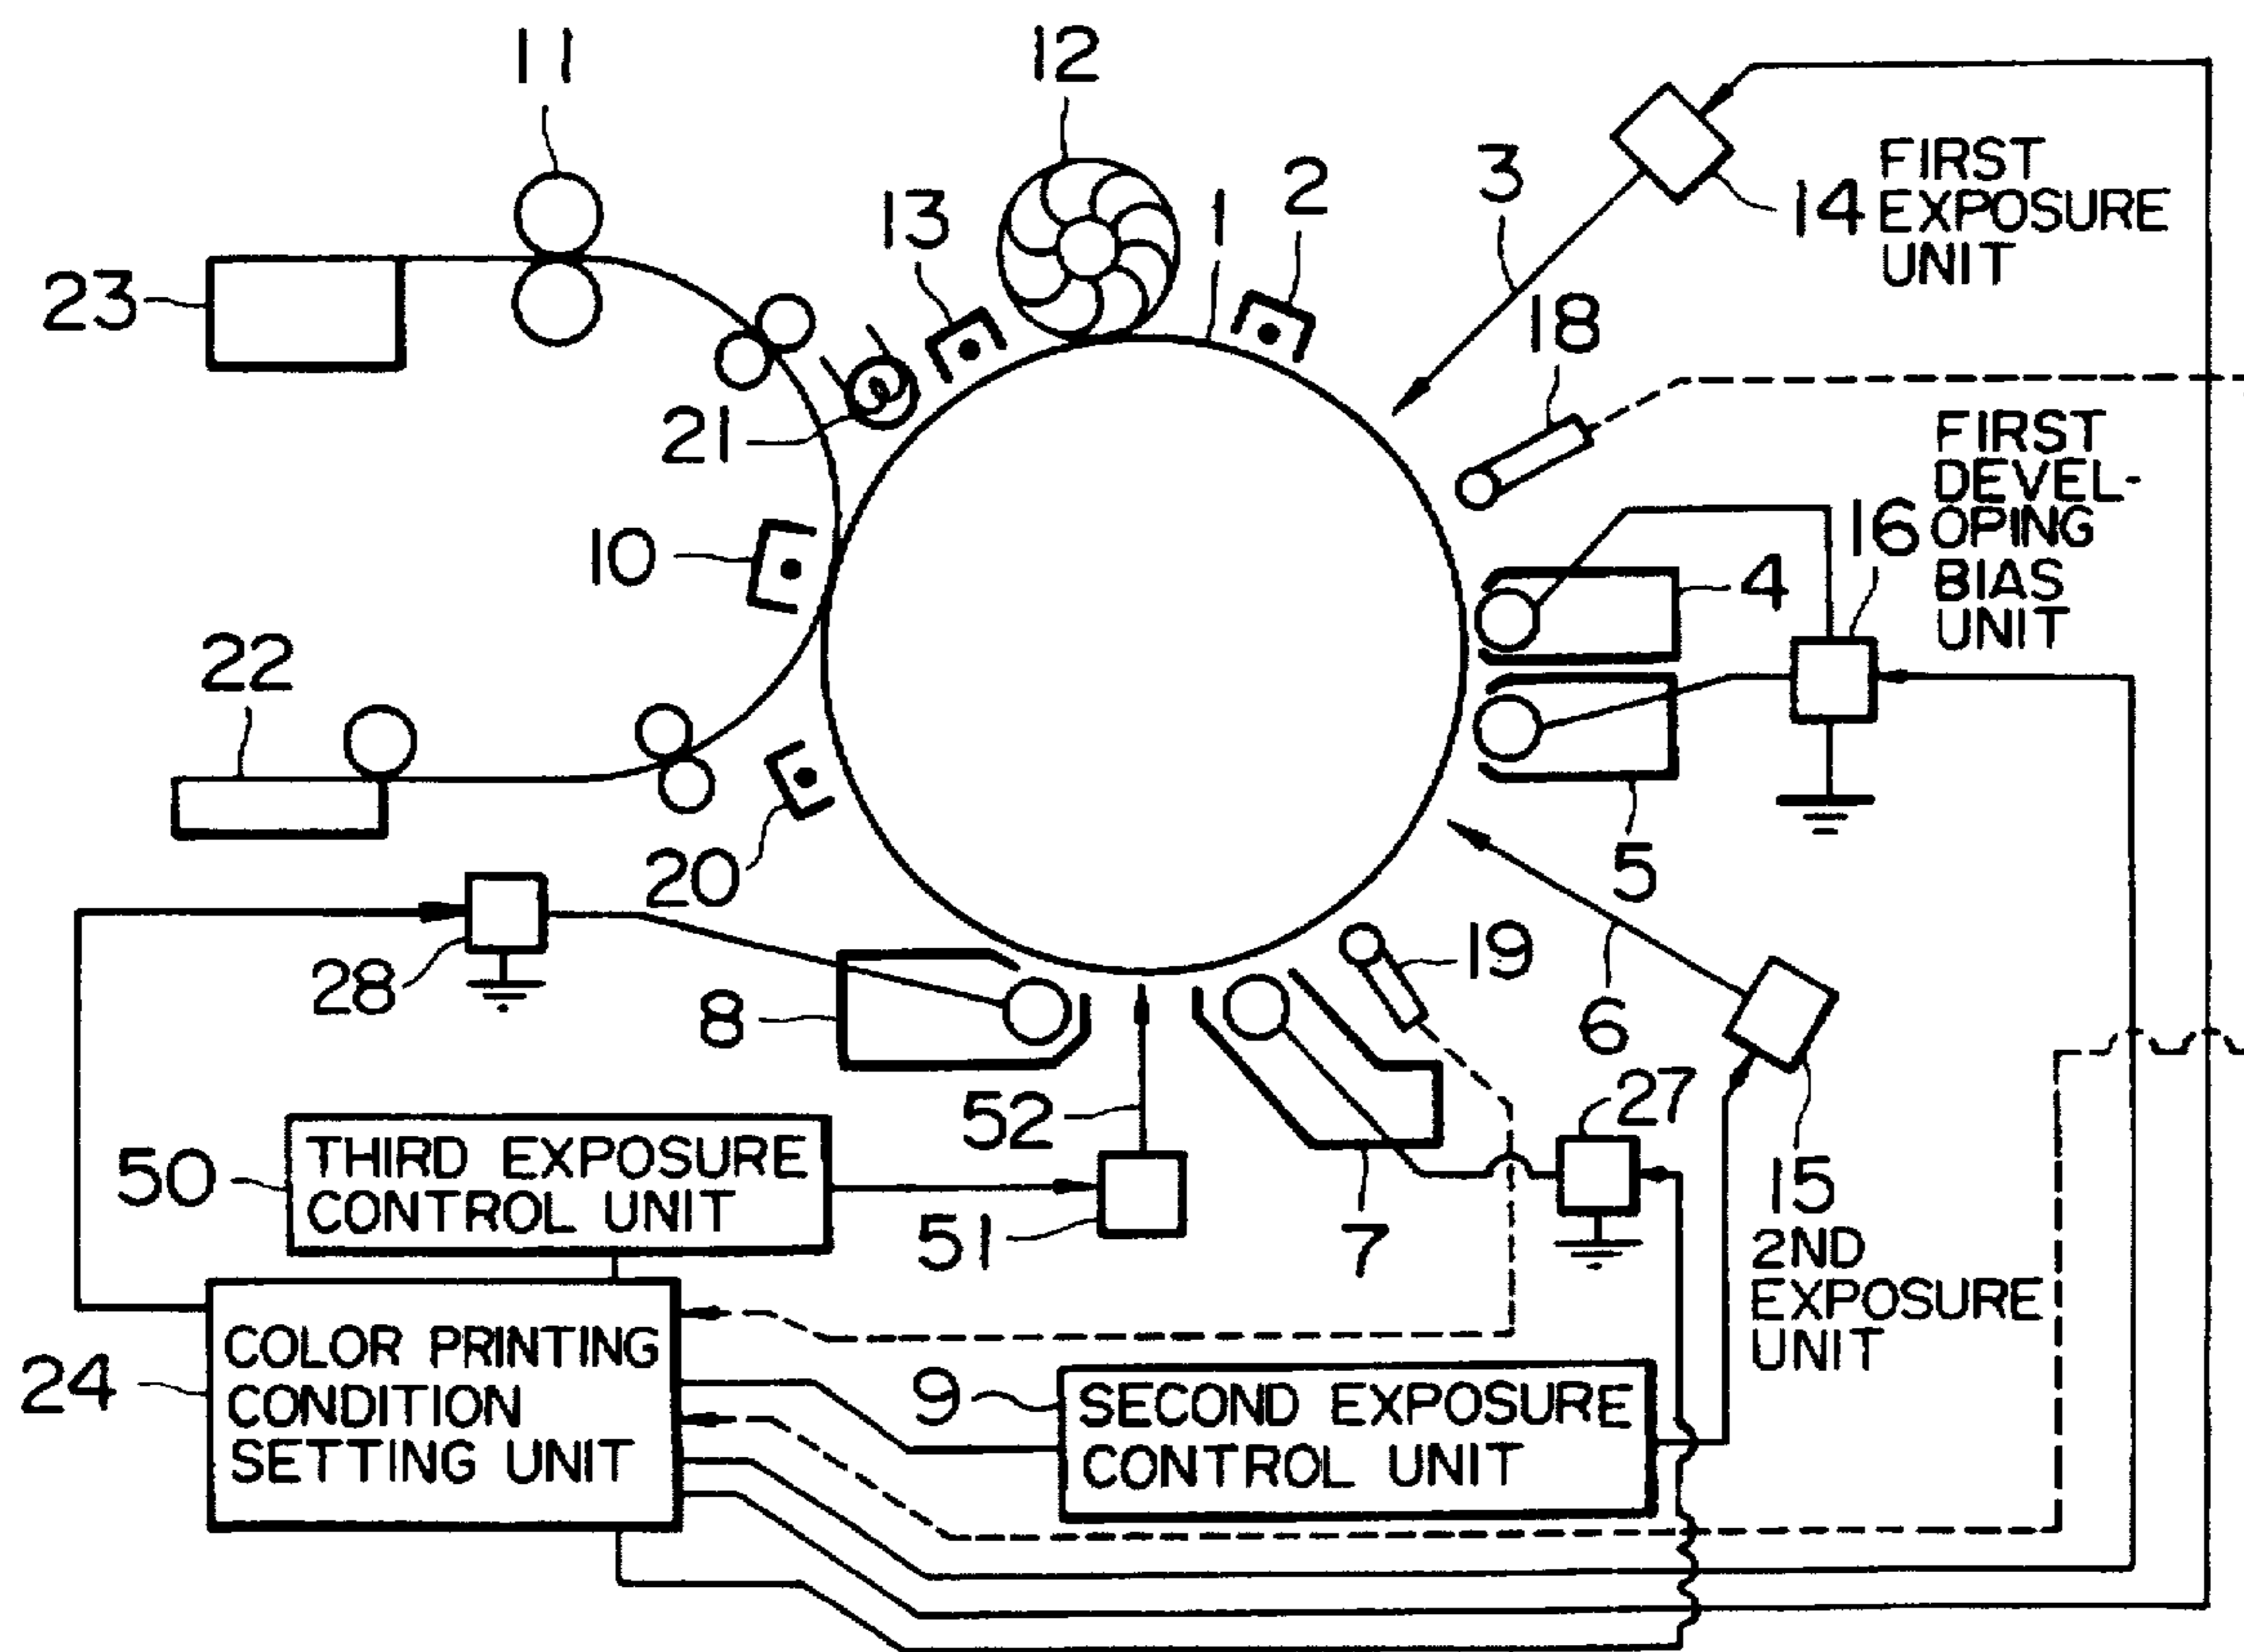 11
12
2
13
1
3
14
FIRST
EXPOSURE
UNIT
23
18
21
FIRST
DEVEL-
16 OPING
BIAS
UNIT
10
4
22
5
20
19
28
8
6
27
52
50
THIRD EXPOSURE
CONTROL UNIT
51
7
15
2ND
EXPOSURE
UNIT
24
COLOR PRINTING
CONDITION
SETTING UNIT
9
SECOND EXPOSURE
CONTROL UNIT